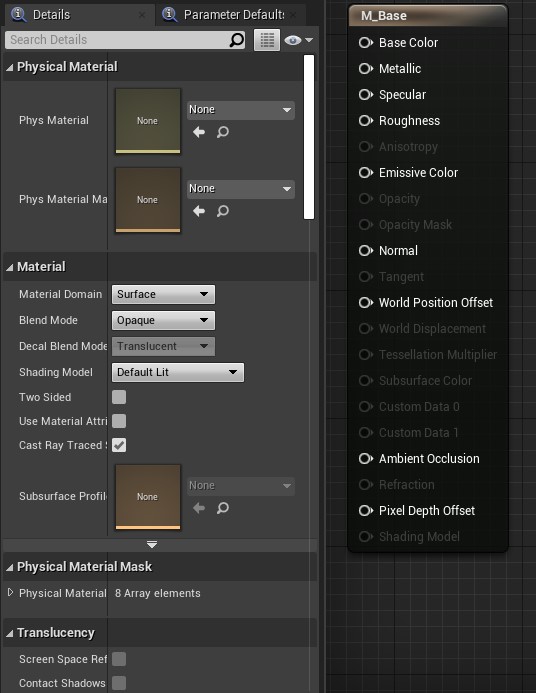 Details
Parameter Defaults
Search Details
Physical Material
Phys Material
None
None
Phys Material Ma
None
None
Material
Material Domain
Surface
Blend Mode
Opaque
Decal Blend Mode
Translucent
Shading Model
Default Lit
Two Sided
Use Material Attri
Cast Ray Traced S
Subsurface Profile
None
None
Physical Material Mask
Physical Material
8 Array elements
Translucency
Screen Space Ref
Contact Shadows
M_Base
Base Color
Metallic
Specular
Roughness
Anisotropy
Emissive Color
Opacity
Opacity Mask
Normal
Tangent
World Position Offset
World Displacement
Tessellation Multiplier
Subsurface Color
Custom Data 0
Custom Data 1
Ambient Occlusion
Refraction
Pixel Depth Offset
Shading Model